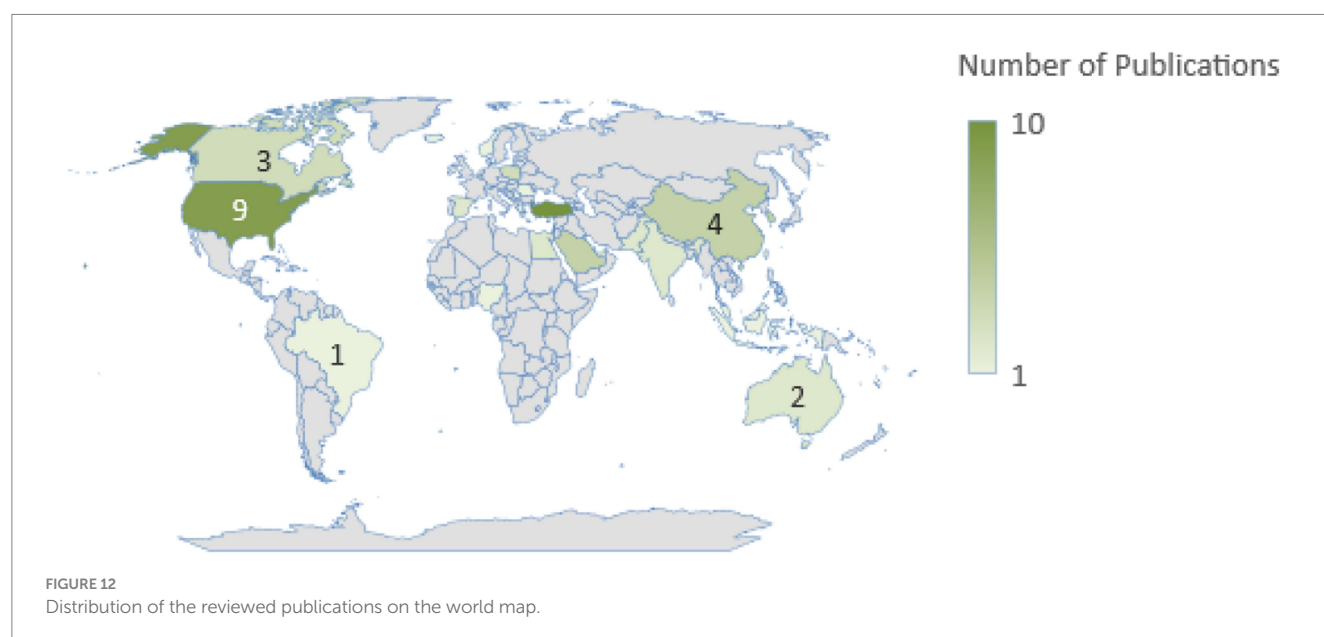 Number of Publications
10
3
9
4
1
1
2
FIGURE 12
Distribution of the reviewed publications on the world map.